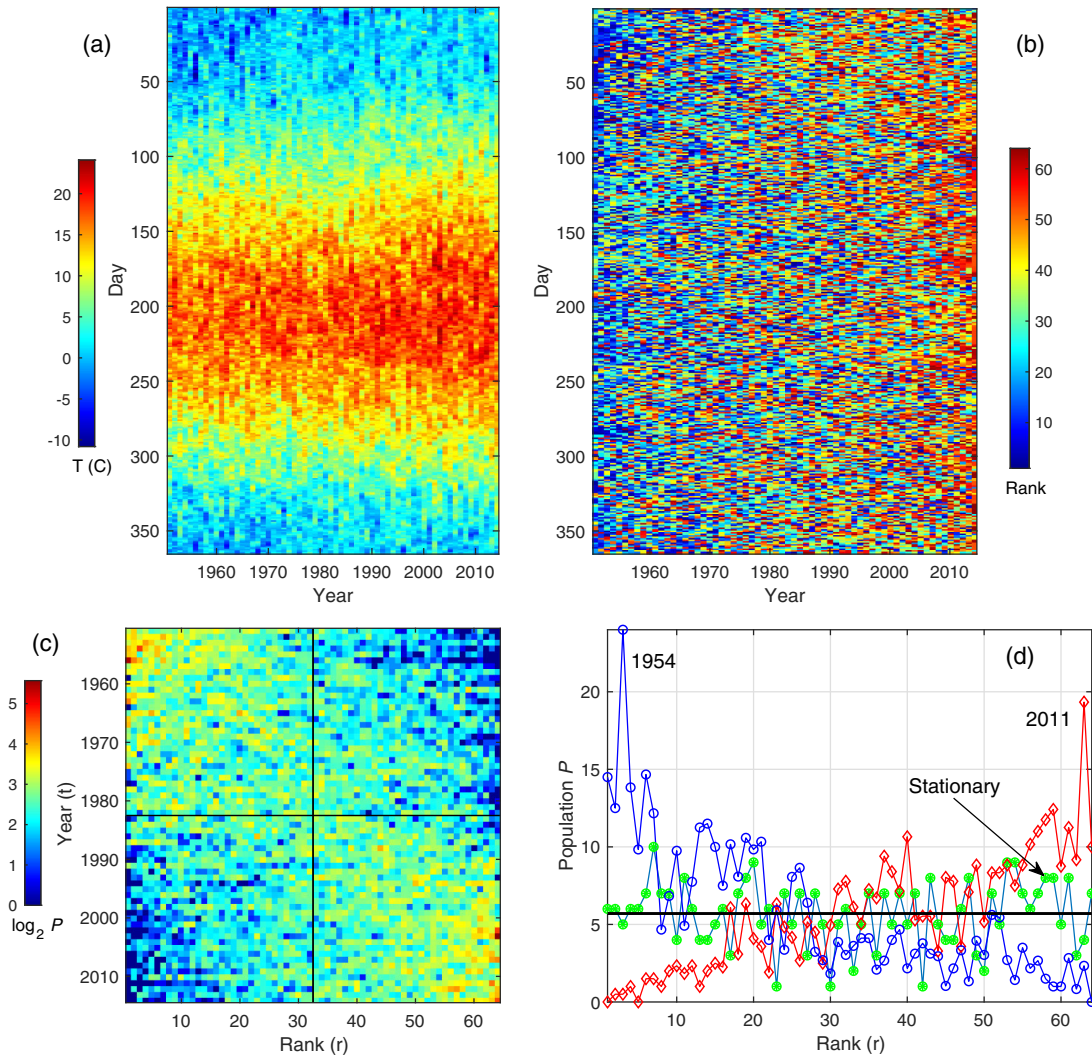 (a)
50
100
150
200
250
300
350
Day
1960 1970 1980 1990 2000 2010
Year
20
15
10
5
0
-5
-10
T (C)
(b)
50
100
150
200
250
300
350
Day
1960 1970 1980 1990 2000 2010
Year
60
50
40
30
20
10
Rank
(c)
1960
1970
1980
1990
2000
2010
Year (t)
10 20 30 40 50 60
Rank (r)
5
4
3
2
1
0
log2 P
(d)
1954
2011
Stationary
20
15
10
5
0
Population P
10 20 30 40 50 60
Rank (r)